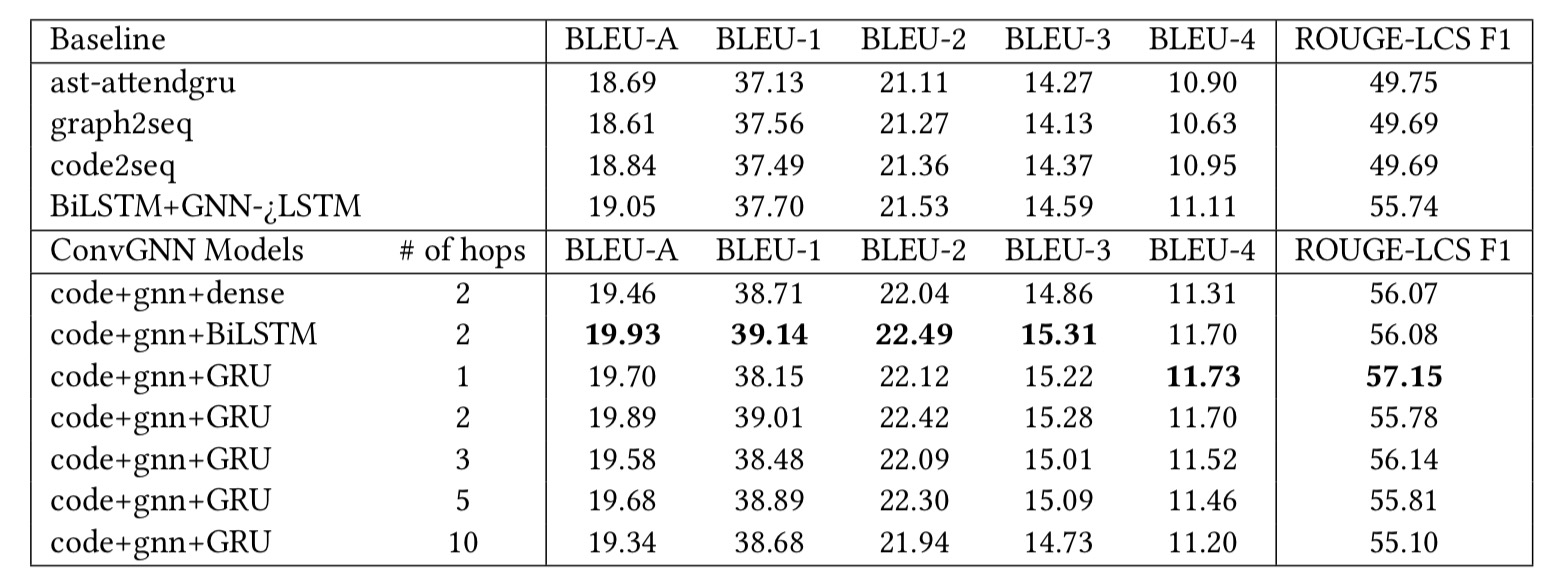 Baseline BLEU-A BLEU-1 BLEU-2 BLEU-3 BLEU-4 ROUGE-LCS F1
ast-attendgru 18.69 37.13 21.11 14.27 10.90 49.75
graph2seq 18.61 37.56 21.27 14.13 10.63 49.69
code2seq 18.84 37.49 21.36 14.37 10.95 49.69
BiLSTM+GNN-¿LSTM 19.05 37.70 21.53 14.59 11.11 55.74
ConvGNN Models # of hops BLEU-A BLEU-1 BLEU-2 BLEU-3 BLEU-4 ROUGE-LCS F1
code+gnn+dense 2 19.46 38.71 22.04 14.86 11.31 56.07
code+gnn+BiLSTM 2 19.93 39.14 22.49 15.31 11.70 56.08
code+gnn+GRU 1 19.70 38.15 22.12 15.22 11.73 57.15
code+gnn+GRU 2 19.89 39.01 22.42 15.28 11.70 55.78
code+gnn+GRU 3 19.58 38.48 22.09 15.01 11.52 56.14
code+gnn+GRU 5 19.68 38.89 22.30 15.09 11.46 55.81
code+gnn+GRU 10 19.34 38.68 21.94 14.73 11.20 55.10